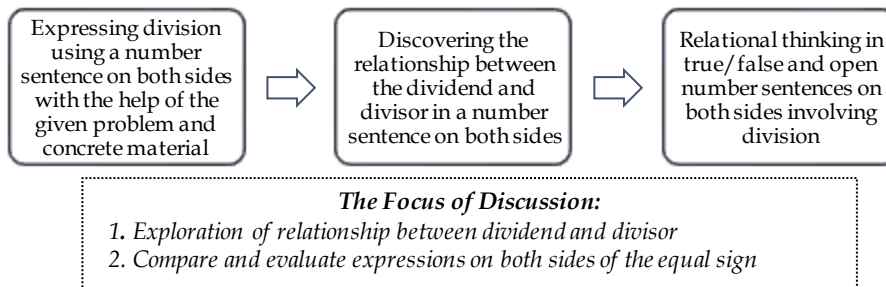 Expressing division
using a number
sentence on both sides
with the help of the
given problem and
concrete material
Discovering the
relationship between
the dividend and
divisor in a number
sentence on both sides
Relational thinking in
true/false and open
number sentences on
both sides involving
division
The Focus of Discussion:
1. Exploration of relationship between dividend and divisor
2. Compare and evaluate expressions on both sides of the equal sign